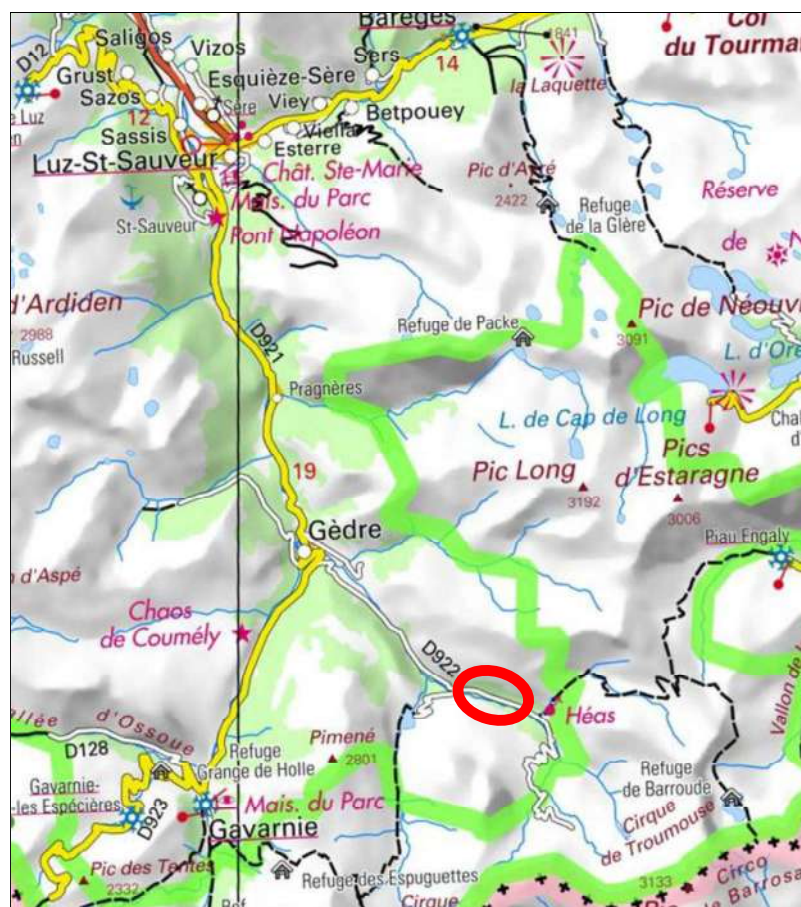 Barèges
1841
Col
du Tourma
Saligos
Vizos
D12
Sers
14
Grust
Esquièze-Sère
la Laquette
Sazos
Sère
Viey
Betpouey
e Luz
12
Sassis
Viella
Esterre
Luz-St-Sauveur
Chât. Ste-Marie
Pic d'Ayré
2422
Réserve
Mais. du Parc
Refuge
de la Glère
St-Sauveur
Pont Napoléon
de N
d'Ardiden
2988
Russell
D921
Refuge de Packe
Pic de Néouv
3091
L. d'Ore
Pragnères
L. de Cap de Long
Chal
d'
Pics
d'Estaragne
19
Pic Long
3192
3006
Gèdre
Piau Engaly
d'Aspé
Chaos
de Coumély
D922
Héas
Vallon de l
allée d'Ossoue
D128
Pimené
2801
Refuge
Grange de Holle
Refuge
de Barroude
Gavarnie
-les Espécières
D923
Mais. du Parc
Gavarnie
Cirque
de Troumouse
Pic des Tentes
2332
Refuge des Espuguettes
3133
Circo
Barrosa
Ref.
Cirque